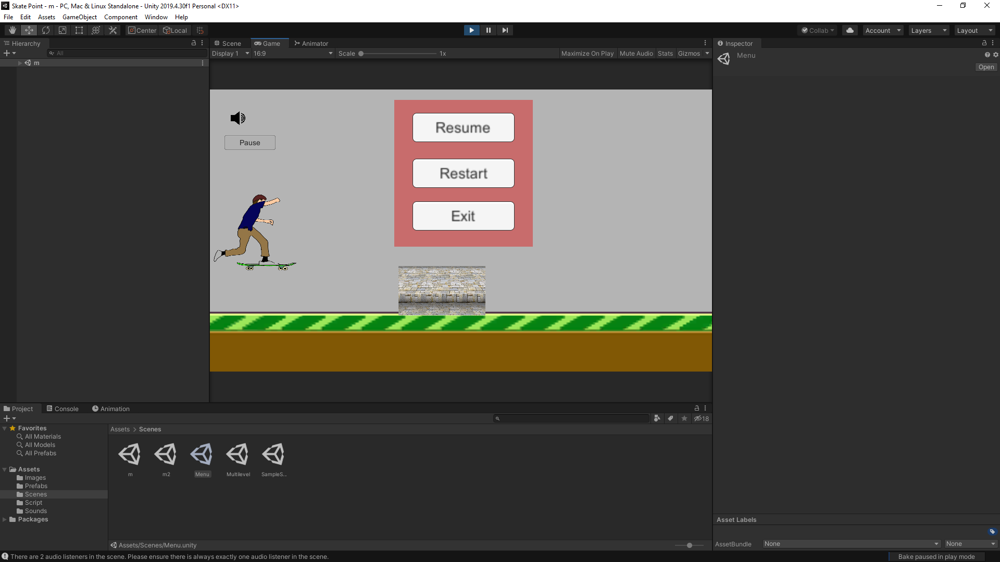 Skate Point - m - PC, Mac & Linux Standalone - Unity 2019.4.30f1 Personal <DX11>
File Edit Assets GameObject Component Window Help
Center Local Collab Account Layers Layout
Hierarchy
All
m
Scene Game Animator
Display 1 16:9 Scale 1x Maximize On Play Mute Audio Stats Gizmos
Inspector
Menu
Open
Pause
Resume
Restart
Exit
Project Console Animation
18
Favorites
All Materials
All Models
All Prefabs
Assets
Images
Prefabs
Scenes
Script
Sounds
Packages
Assets > Scenes
m m2 Menu Multilevel SampleS...
Assets/Scenes/Menu.unity
Asset Labels
AssetBundle None None
There are 2 audio listeners in the scene. Please ensure there is always exactly one audio listener in the scene.
Bake paused in play mode